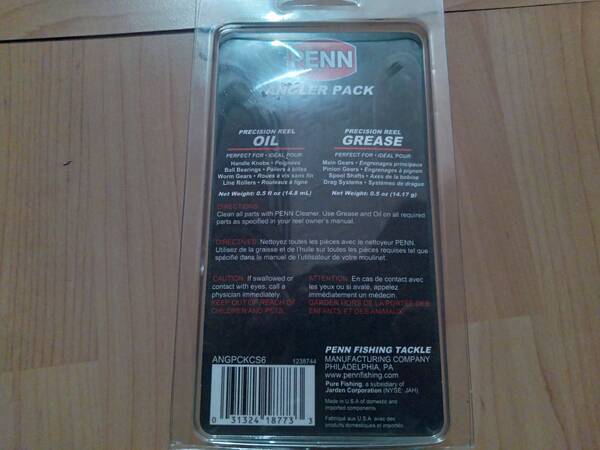 PENN
ANGLER PACK
PRECISION REEL
OIL
PERFECT FOR • IDÉAL POUR
Handle Knobs • Poignées
Ball Bearings • Paliers à billes
Worm Gears • Roues à vis sans fin
Line Rollers • Rouleaux à ligne
Net Weight: 0.5 fl oz (14.8 mL)
PRECISION REEL
GREASE
PERFECT FOR • IDÉAL POUR
Main Gears • Engrenages principaux
Pinion Gears • Engrenages à pignon
Spool Shafts • Axes de la bobine
Drag Systems • Systèmes de drague
Net Weight: 0.5 oz (14.17 g)
DIRECTIONS:
Clean all parts with PENN Cleaner. Use Grease and Oil on all required
parts as specified in your reel owner's manual.
DIRECTIVES: Nettoyez toutes les pièces avec le nettoyeur PENN.
Utilisez de la graisse et de l'huile sur toutes les pièces requises tel que
spécifié dans le manuel de l'utilisateur de votre moulinet.
CAUTION: If swallowed or
contact with eyes, call a
physician immediately.
KEEP OUT OF REACH OF
CHILDREN AND PETS.
ATTENTION: En cas de contact avec
les yeux ou si avalé, appelez
immédiatement un médecin.
GARDER HORS DE LA PORTÉE DES
ENFANTS ET DES ANIMAUX.
ANGPCKCS6
1238744
0 31324 18773 3
PENN FISHING TACKLE
MANUFACTURING COMPANY
PHILADELPHIA, PA
www.pennfishing.com
Pure Fishing, a subsidiary of
Jarden Corporation (NYSE: JAH)
Made in U.S.A of domestic and
imported components.
Fabriqué aux U.S.A avec des
produits domestiques et importés.